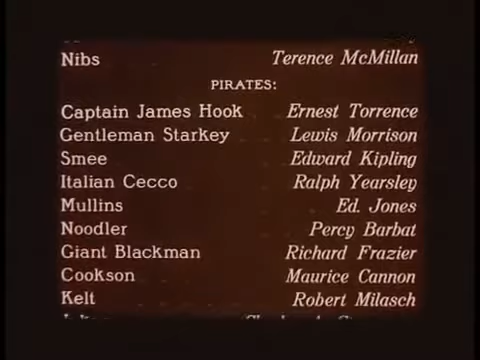 Nibs Terence McMillan
PIRATES:
Captain James Hook Ernest Torrence
Gentleman Starkey Lewis Morrison
Smee Edward Kipling
Italian Cecco Ralph Yearsley
Mullins Ed. Jones
Noodler Percy Barbat
Giant Blackman Richard Frazier
Cookson Maurice Cannon
Kelt Robert Milasch